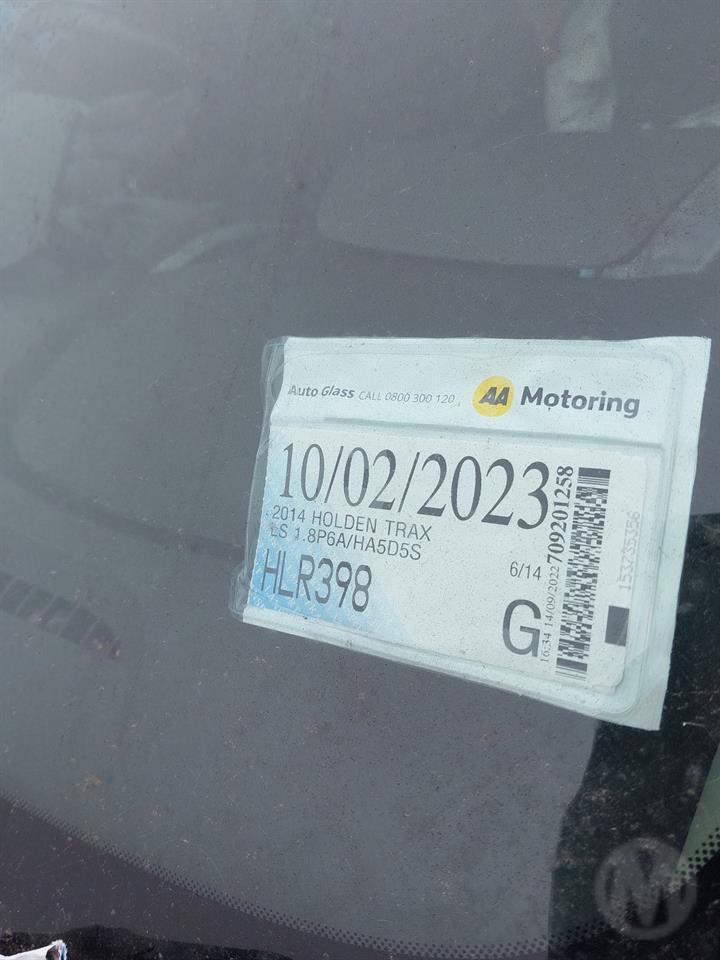 Auto Glass CALL 0800 300 120 AA Motoring
10/02/2023
2014 HOLDEN TRAX
LS 1.8P6A/HA5D5S
HLR398
6/14
G
16:34 14/09/2022 709201258
153735356
M